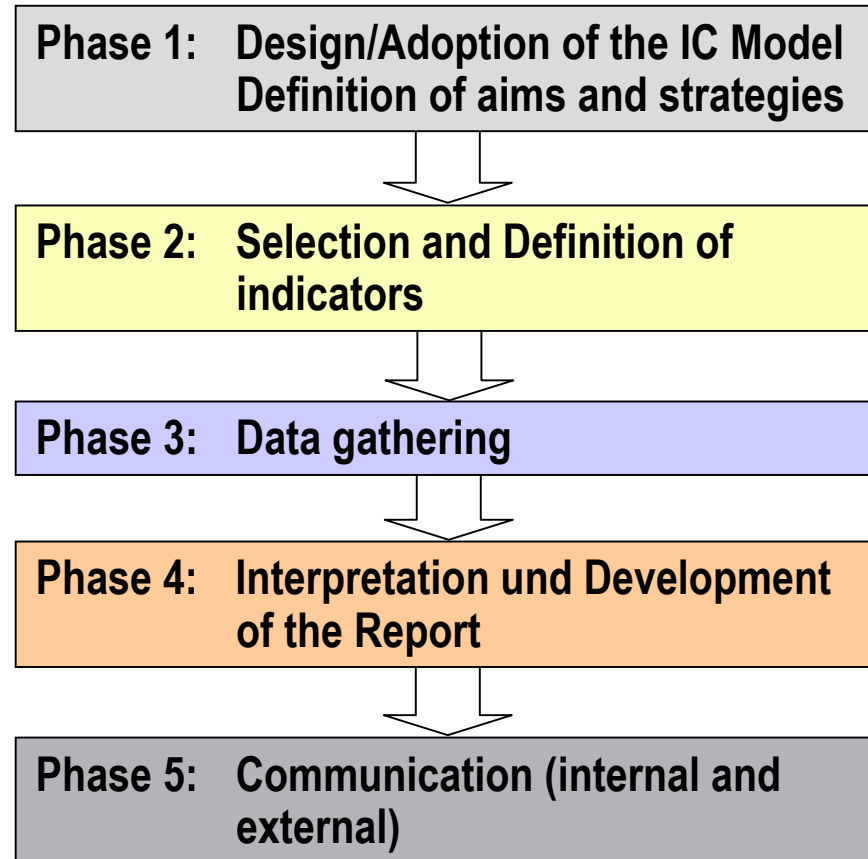 Phase 1: Design/Adoption of the IC Model
Definition of aims and strategies
Phase 2: Selection and Definition of
indicators
Phase 3: Data gathering
Phase 4: Interpretation und Development
of the Report
Phase 5: Communication (internal and
external)